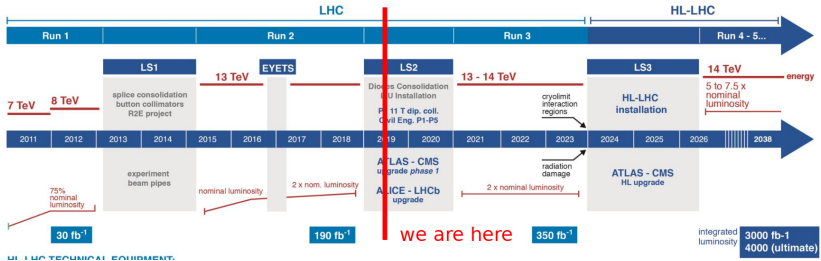 LHC
HL-LHC
Run 1
Run 2
Run 3
Run 4 - 5...
LS1
EYETS
LS2
LS3
13 TeV
13 - 14 TeV
14 TeV
energy
splice consolidation
button collimators
R2E project
Diodes Consolidation
Installation
11 T dip. coll.
Civil Eng. P1-P5
cryolimit
interaction
regions
HL-LHC
installation
5 to 7.5 x
nominal
luminosity
7 TeV
8 TeV
2011
2012
2013
2014
2015
2016
2017
2018
2019
2020
2021
2022
2023
2024
2025
2026
2038
experiment
beam pipes
ATLAS - CMS
upgrade phase 1
ALICE - LHCb
upgrade
radiation
damage
ATLAS - CMS
HL upgrade
75%
nominal
luminosity
nominal luminosity
2 x nom. luminosity
2 x nominal luminosity
30 fb-1
190 fb-1
we are here
350 fb-1
integrated
luminosity
3000 fb-1
4000 (ultimate)
HL-LHC TECHNICAL EQUIPMENT: